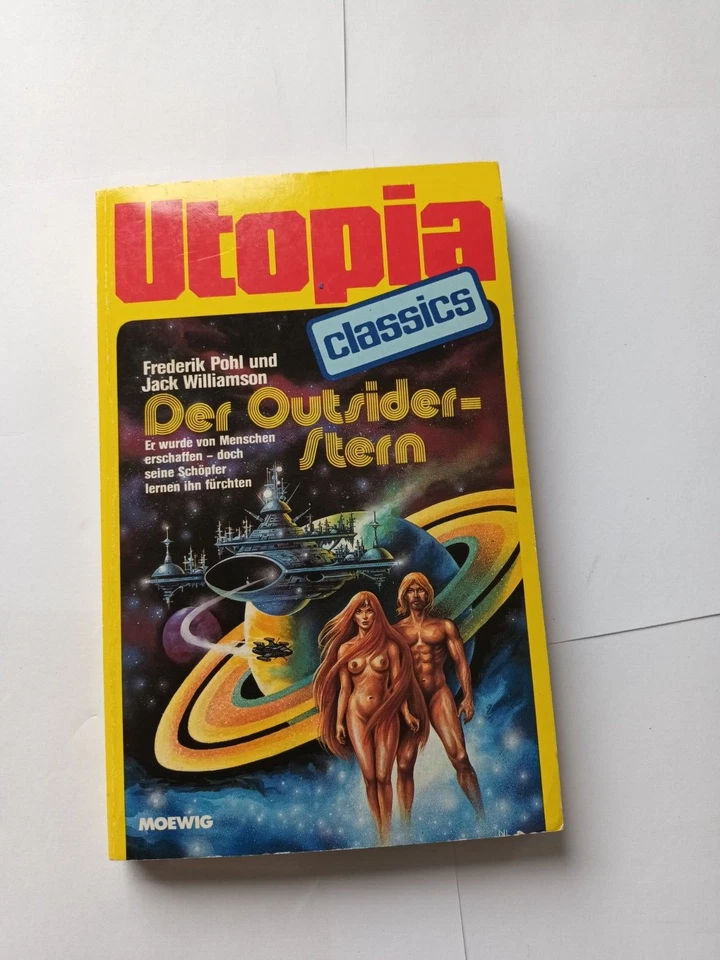 Utopia
classics
Frederik Pohl und
Jack Williamson
Der Outsider-
Stern
Er wurde von Menschen
erschaffen – doch
seine Schöpfer
lernen ihn fürchten
MOEWIG